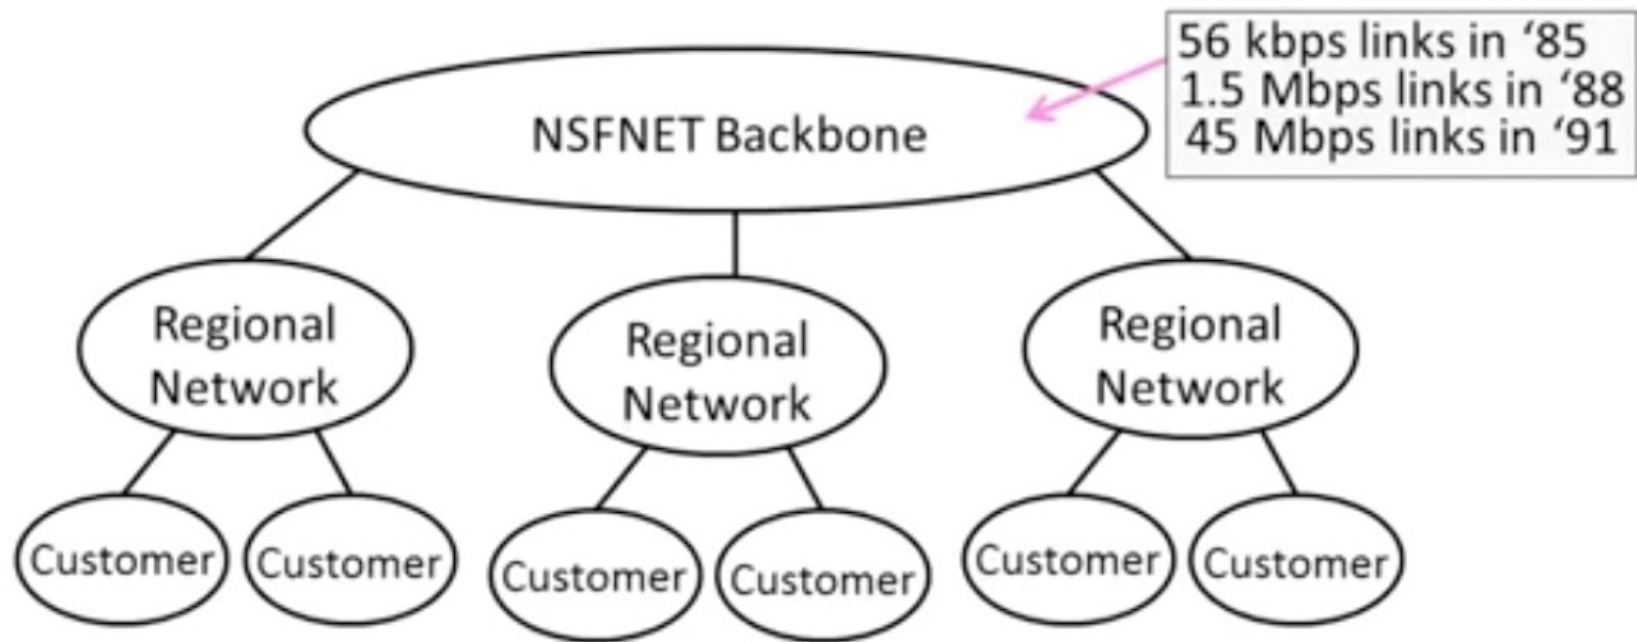 56 kbps links in ‘85
1.5 Mbps links in ‘88
45 Mbps links in ‘91
NSFNET Backbone
Regional
Network
Regional
Network
Regional
Network
Customer
Customer
Customer
Customer
Customer
Customer